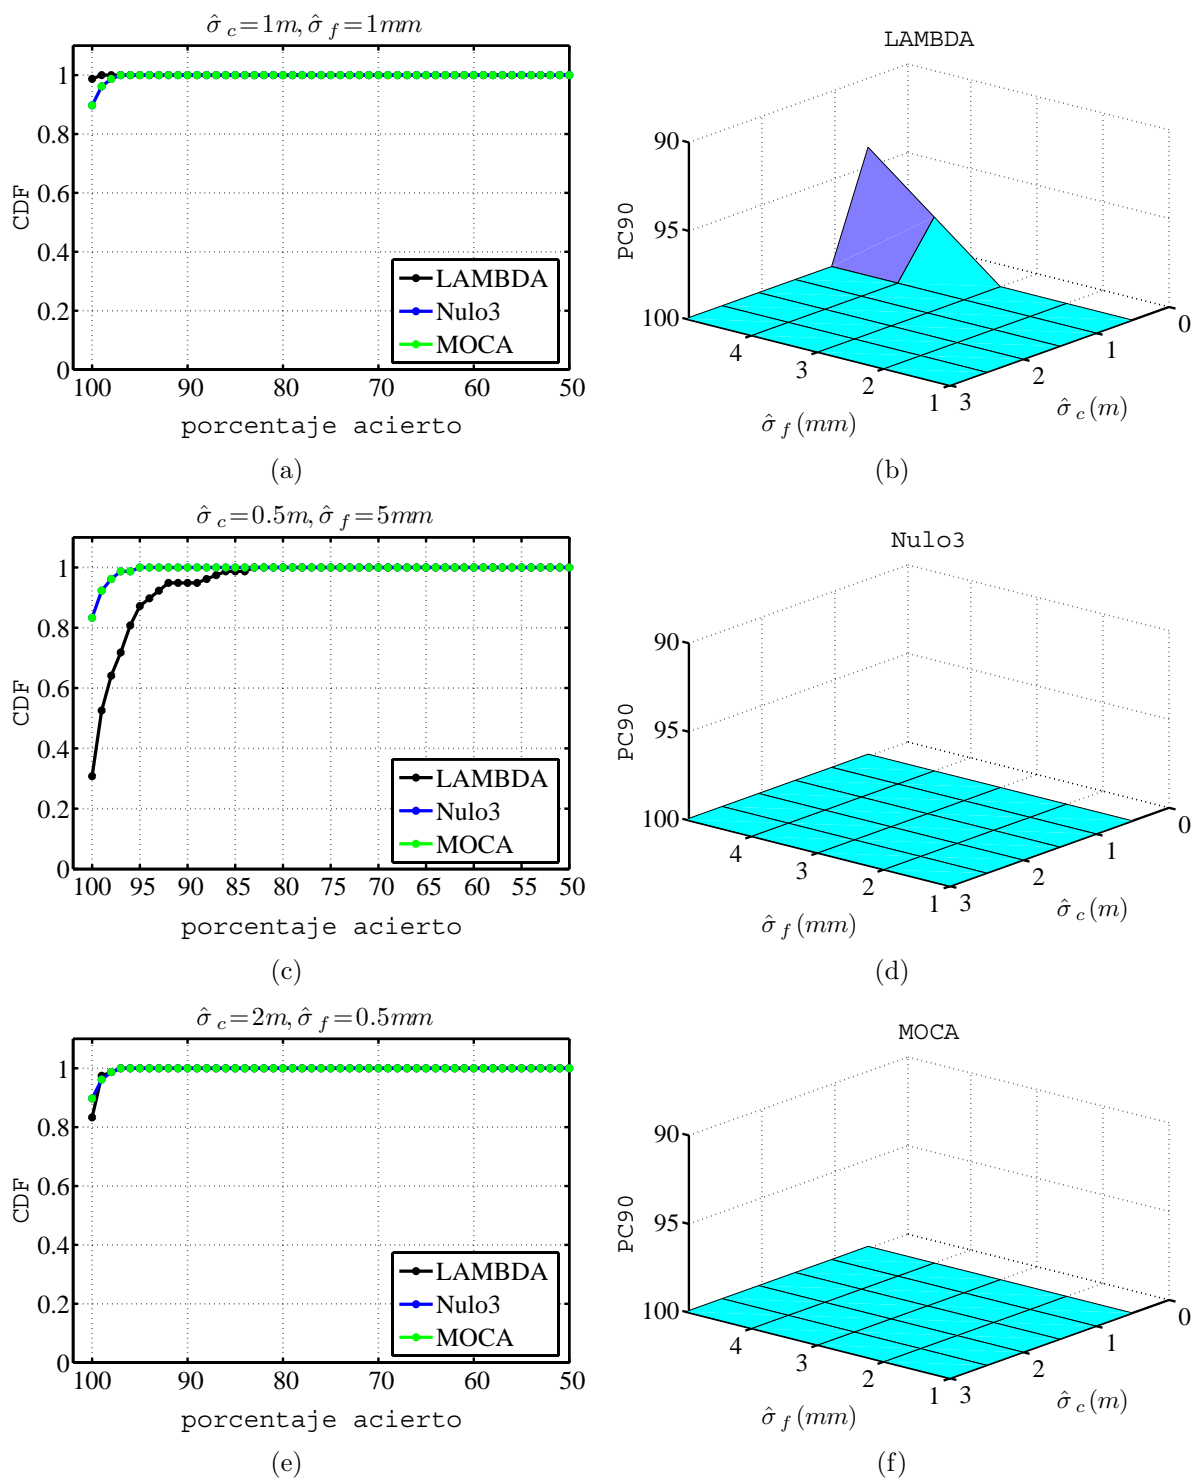 σ̂ c=1m, σ̂ f=1mm
CDF
1
0.8
0.6
0.4
0.2
0
100 90 80 70 60 50
LAMBDA
Nulo3
MOCA
porcentaje acierto
(a)
LAMBDA
PC90
90
95
100
4 3 2 1
3 2 1 0
σ̂ f (mm)
σ̂ c (m)
(b)
σ̂ c=0.5m, σ̂ f=5mm
CDF
1
0.8
0.6
0.4
0.2
0
100 95 90 85 80 75 70 65 60 55 50
LAMBDA
Nulo3
MOCA
porcentaje acierto
(c)
Nulo3
PC90
90
95
100
4 3 2 1
3 2 1 0
σ̂ f (mm)
σ̂ c (m)
(d)
σ̂ c=2m, σ̂ f=0.5mm
CDF
1
0.8
0.6
0.4
0.2
0
100 90 80 70 60 50
LAMBDA
Nulo3
MOCA
porcentaje acierto
(e)
MOCA
PC90
90
95
100
4 3 2 1
3 2 1 0
σ̂ f (mm)
σ̂ c (m)
(f)